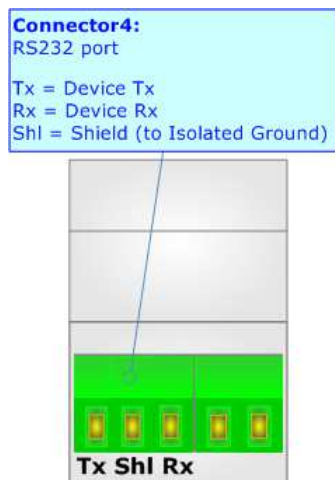 Connector4:
RS232 port
Tx = Device Tx
Rx = Device Rx
Shl = Shield (to Isolated Ground)
Tx Shl Rx